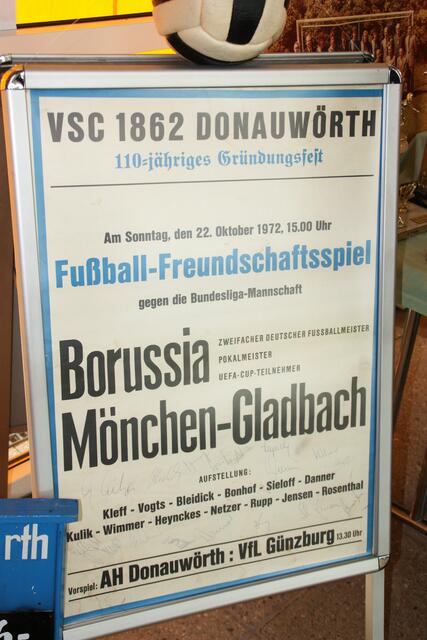 VSC 1862 DONAUWÖRTH
110-jähriges Gründungsfest
Am Sonntag, den 22. Oktober 1972, 15.00 Uhr
Fußball-Freundschaftsspiel
gegen die Bundesliga-Mannschaft
Borussia
ZWEIFACHER DEUTSCHER FUSSBALLMEISTER
POKALMEISTER
UEFA-CUP-TEILNEHMER
Mönchen-Gladbach
AUFSTELLUNG:
Kleff - Vogts - Bleidick - Bonhof - Sieloff - Danner
Kulik - Wimmer - Heynckes - Netzer - Rupp - Jensen - Rosenthal
Vorspiel: AH Donauwörth : VfL Günzburg 13.30 Uhr
rth